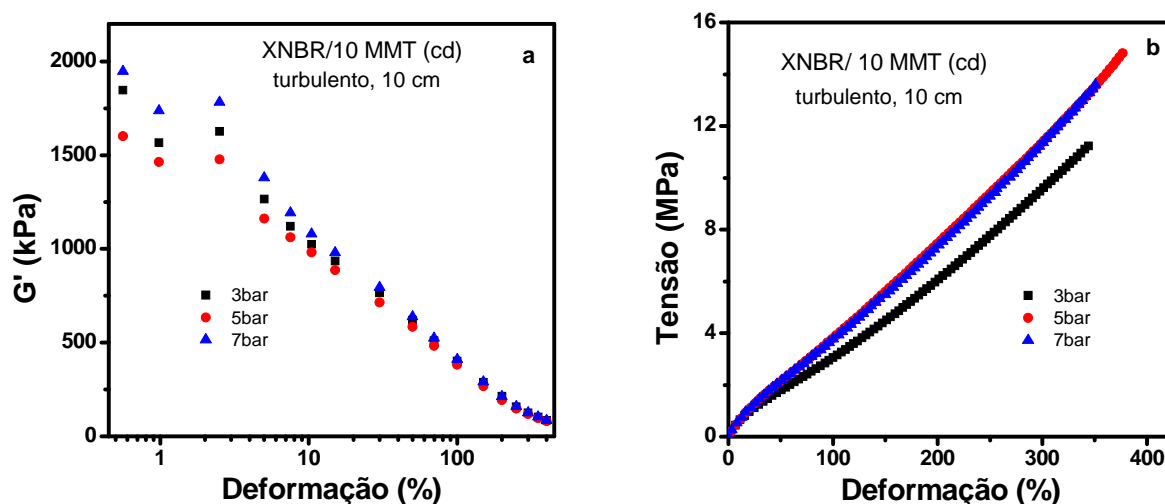 XNBR/10 MMT (cd)
turbulento, 10 cm
a
2000
1500
1000
500
0
G' (kPa)
3bar
5bar
7bar
1
10
100
Deformação (%)
XNBR/ 10 MMT (cd)
turbulento, 10 cm
b
16
12
8
4
0
Tensão (MPa)
3bar
5bar
7bar
0
100
200
300
400
Deformação (%)